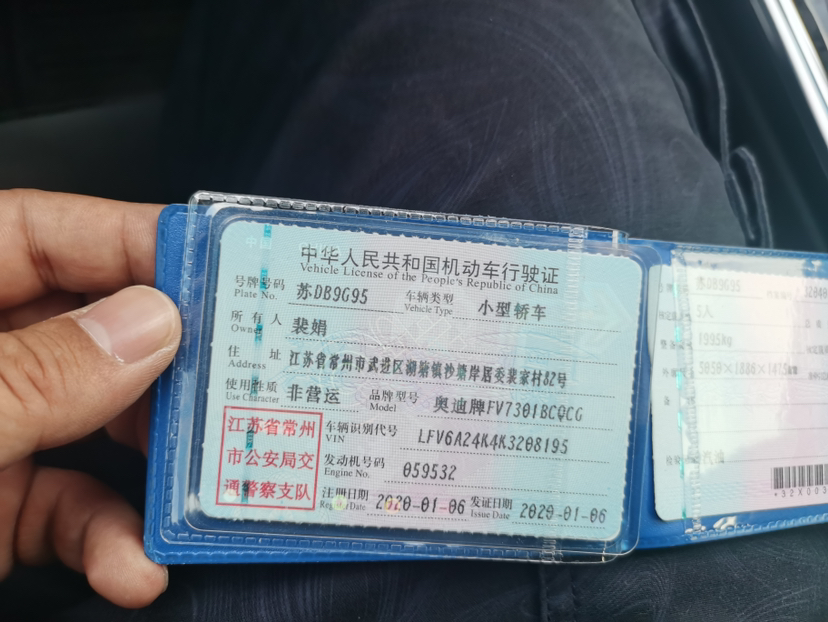 中华人民共和国机动车行驶证
Vehicle License of the People's Republic of China
号牌号码 苏DB9G95 车辆类型 小型轿车
Plate No. Vehicle Type
所有人 裴娟
Owner
住址 江苏省常州市武进区湖塘镇沙塘岸居委裴家村82号
Address
使用性质 非营运 品牌型号 奥迪牌FV7301BCQCG
Use Character Model
江苏省常州
市公安局交
通警察支队
车辆识别代号 LFV6A24K4K3208195
VIN
发动机号码 059532
Engine No.
注册日期 2020-01-06 发证日期 2020-01-06
Register Date Issue Date
苏DB9G95
5人
1995kg